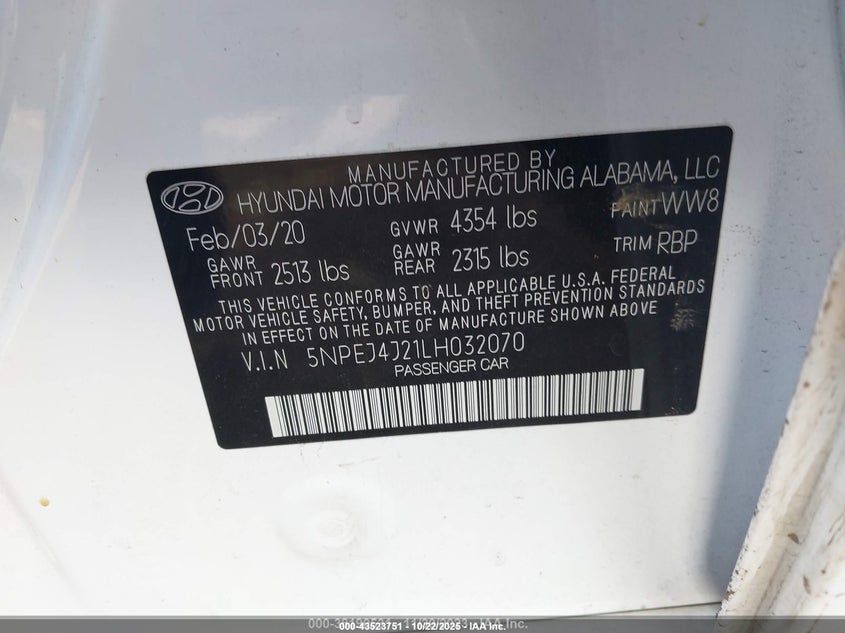 MANUFACTURED BY
HYUNDAI MOTOR MANUFACTURING ALABAMA, LLC
Feb/03/20 GVWR 4354 lbs PAINT WW8
GAWR FRONT 2513 lbs GAWR REAR 2315 lbs TRIM RBP
THIS VEHICLE CONFORMS TO ALL APPLICABLE U.S.A. FEDERAL
MOTOR VEHICLE SAFETY, BUMPER, AND THEFT PREVENTION STANDARDS
IN EFFECT ON THE DATE OF MANUFACTURE SHOWN ABOVE
V.I.N 5NPEJ4J21LH032070
PASSENGER CAR
43523751 - 10/22/2025 - IAA Inc.